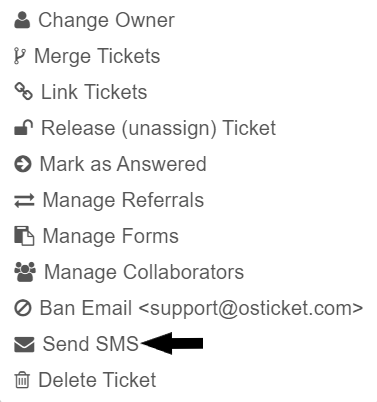 Change Owner
Merge Tickets
Link Tickets
Release (unassign) Ticket
Mark as Answered
Manage Referrals
Manage Forms
Manage Collaborators
Ban Email <support@osticket.com>
Send SMS
Delete Ticket